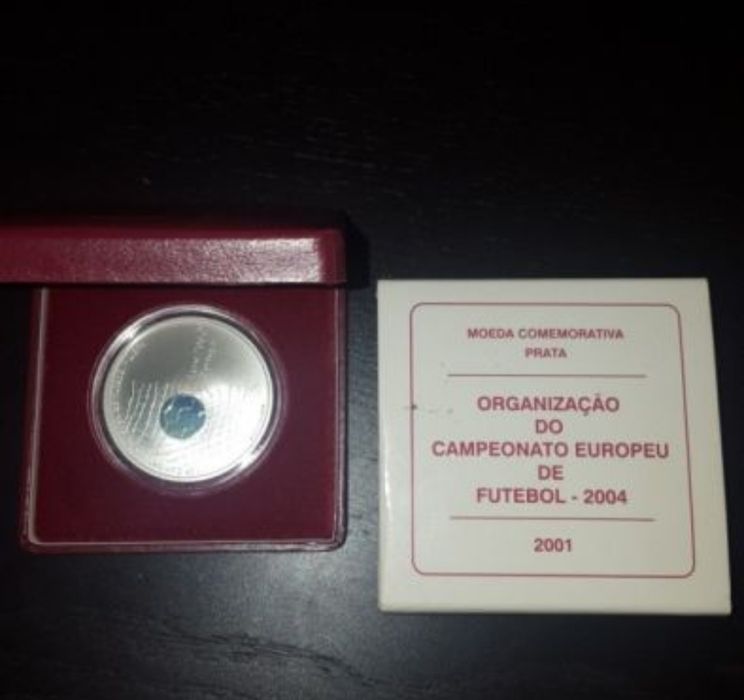 MOEDA COMEMORATIVA
PRATA
ORGANIZAÇÃO
DO
CAMPEONATO EUROPEU
DE
FUTEBOL - 2004
2001